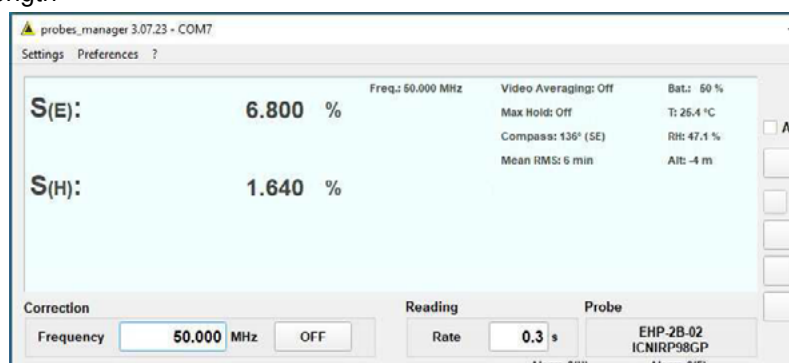 probes_manager 3.07.23 - COM7
Settings Preferences ?
Freq.: 50.000 MHz Video Averaging: Off Bat.: 50 %
S(E): 6.800 %
Max Hold: Off T: 25.4 °C
Compass: 136° (SE) RH: 47.1 %
Mean RMS: 6 min Alt: -4 m
S(H): 1.640 %
Correction Reading Probe
Frequency 50.000 MHz OFF Rate 0.3 s EHP-2B-02
ICNIRP98GP